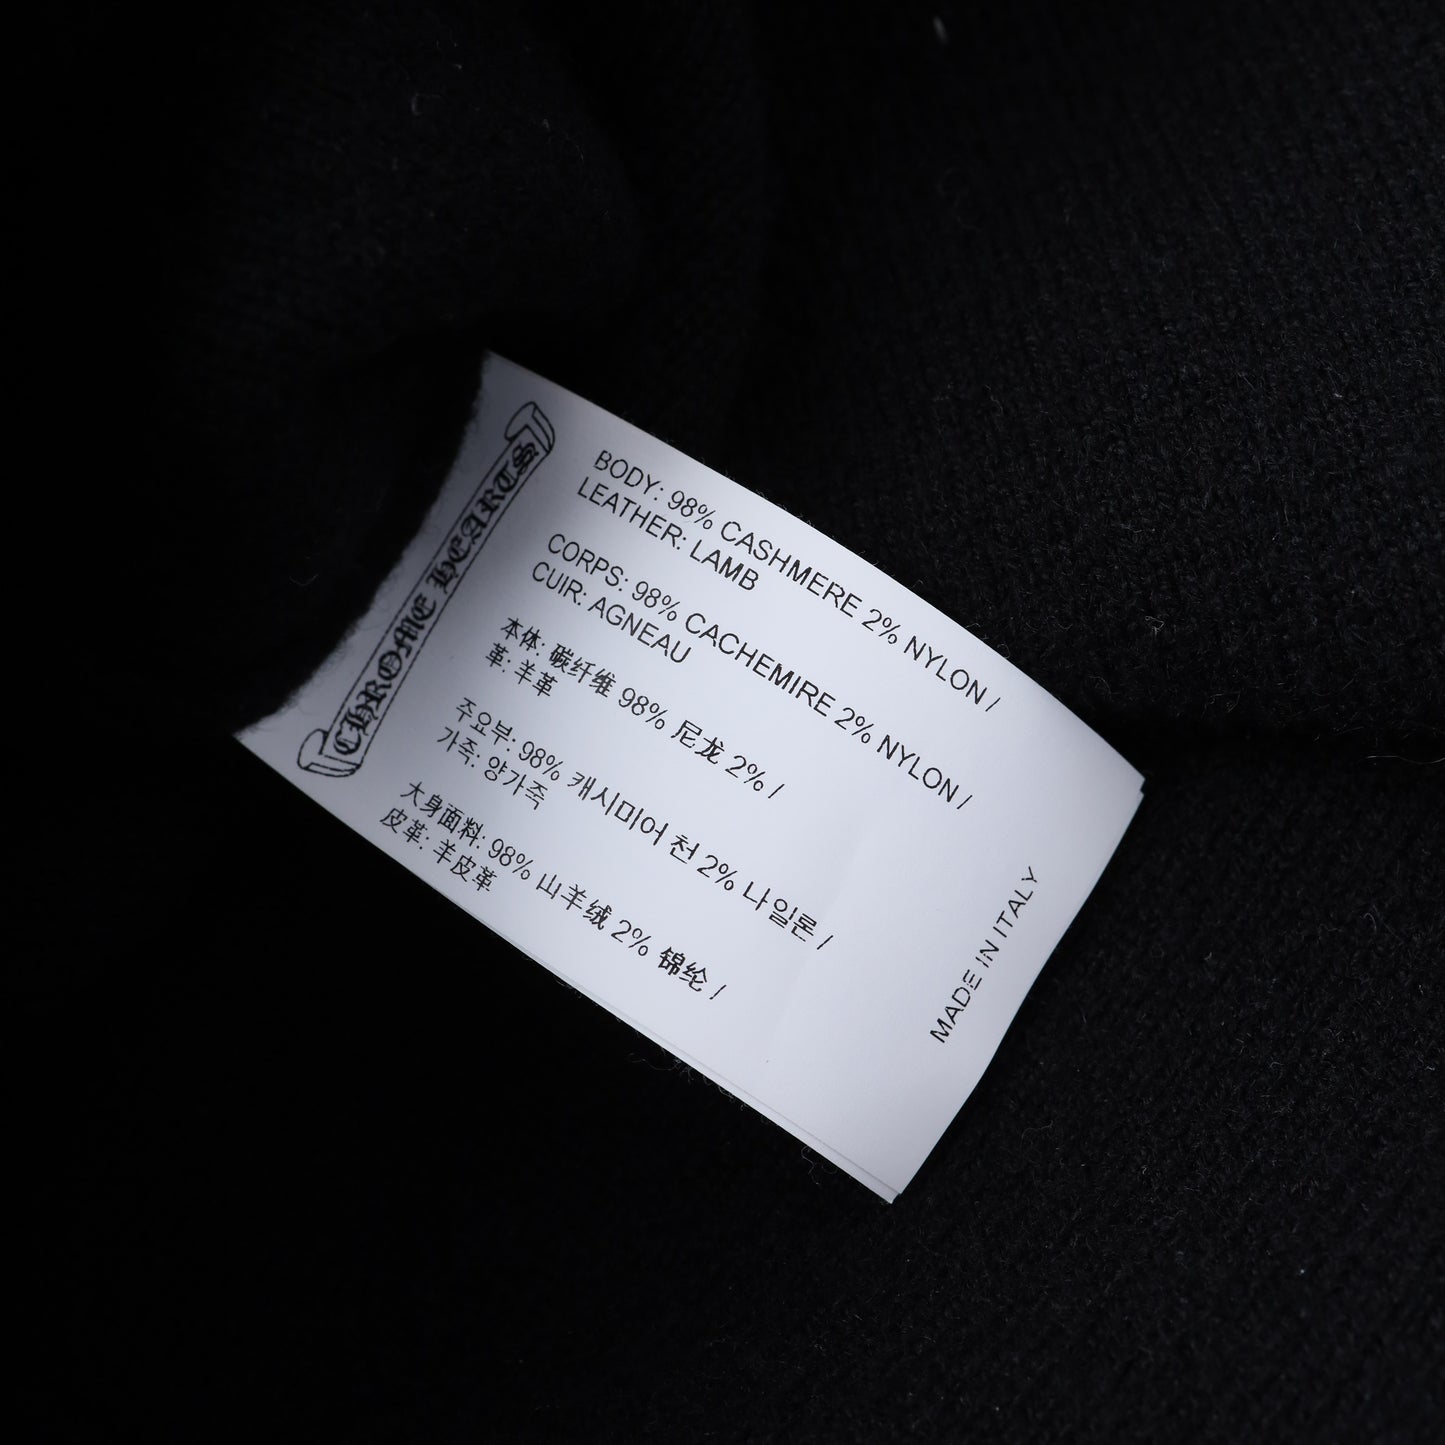 CHROME HEARTS
BODY: 98% CASHMERE 2% NYLON /
LEATHER: LAMB
CORPS: 98% CACHEMIRE 2% NYLON /
CUIR: AGNEAU
本体: 碳纤维 98% 尼龙 2% /
革: 羊革
주요부: 98% 캐시미어 천 2% 나일론 /
가죽: 양가죽
大身面料: 98% 山羊绒 2% 锦纶 /
皮革: 羊皮革
MADE IN ITALY